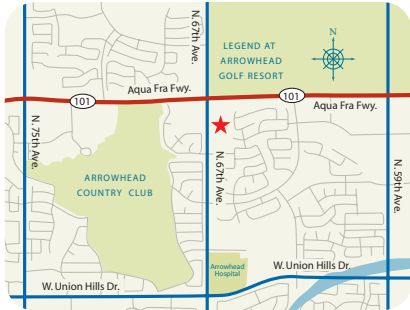 N. 67th Ave.
LEGEND AT
ARROWHEAD
GOLF RESORT
N
Aqua Fra Fwy.
101
101
Aqua Fra Fwy.
N. 75th Ave.
N. 67th Ave.
N. 59th Ave.
ARROWHEAD
COUNTRY CLUB
Arrowhead
Hospital
W. Union Hills Dr.
W. Union Hills Dr.